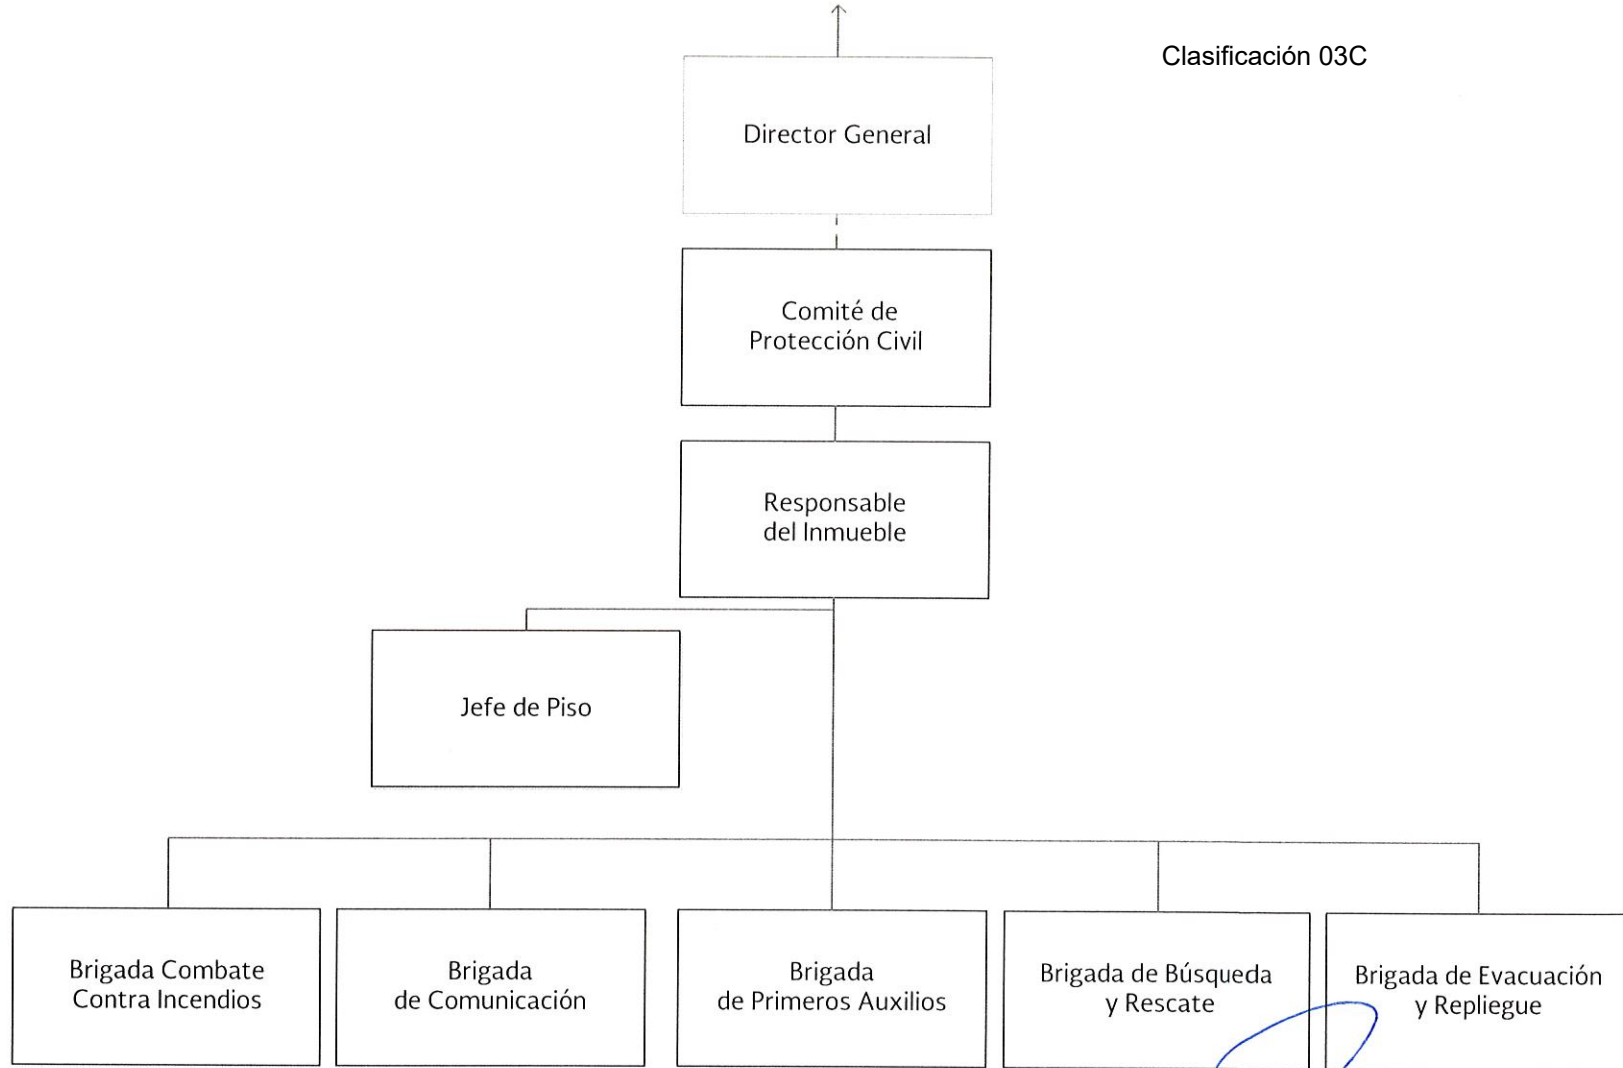 Clasificación 03C
Director General
Comité de
Protección Civil
Responsable
del Inmueble
Jefe de Piso
Brigada Combate
Contra Incendios
Brigada
de Comunicación
Brigada
de Primeros Auxilios
Brigada de Búsqueda
y Rescate
Brigada de Evacuación
y Repliegue